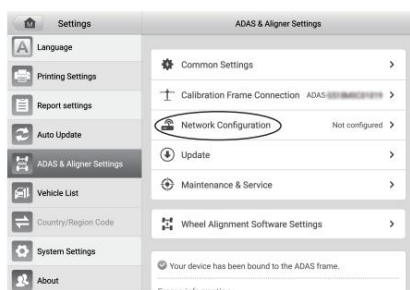 Settings
ADAS & Aligner Settings
Language
Printing Settings
Report settings
Auto Update
ADAS & Aligner Settings
Vehicle List
Country/Region Code
System Settings
About
Common Settings
Calibration Frame Connection ADAS-
Network Configuration Not configured
Update
Maintenance & Service
Wheel Alignment Software Settings
Your device has been bound to the ADAS frame.